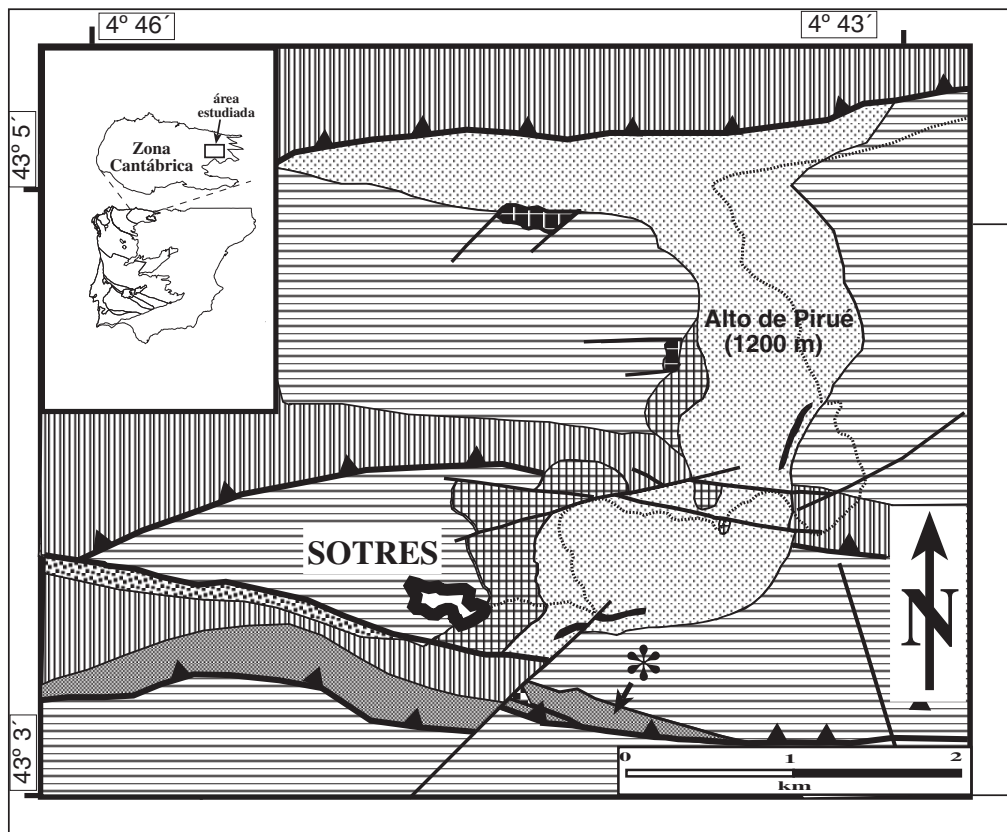 4º 46´
4º 43´
43º 5´
área
estudiada
Zona
Cantábrica
Alto de Pirué
(1200 m)
SOTRES
*
N
43º 3´
0 1 2
km